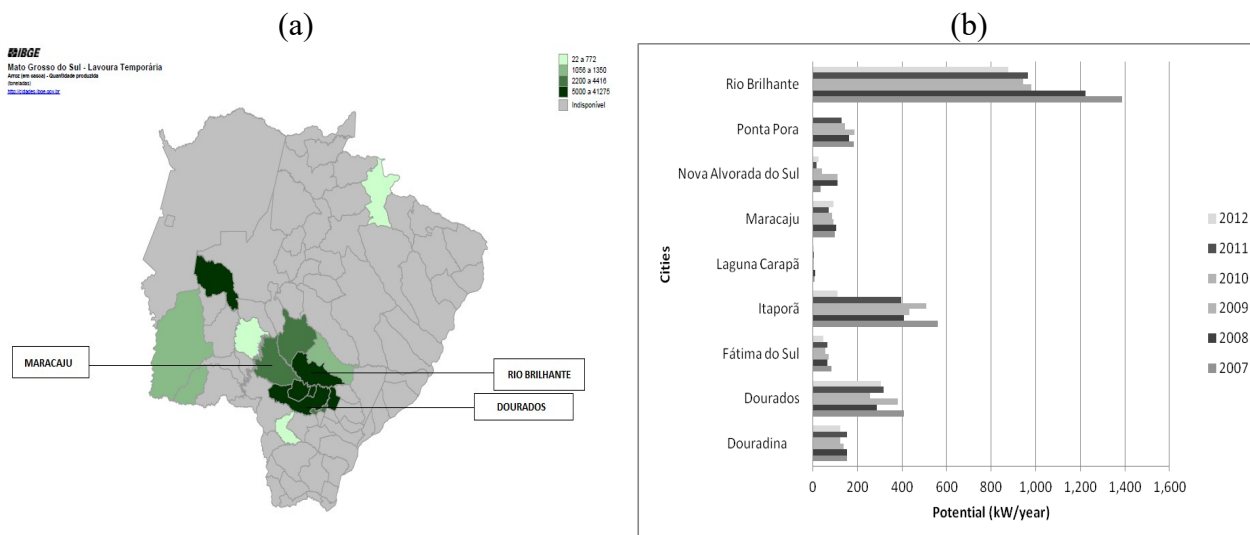 (a)
IBGE
Mato Grosso do Sul - Lavoura Temporária
Arroz (em casca) - Quantidade produzida
(toneladas)
http://cidades.ibge.gov.br
22 a 772
1056 a 1350
2200 a 4416
5000 a 41275
Indisponível
MARACAJU
RIO BRILHANTE
DOURADOS
(b)
Cities
Rio Brilhante
Ponta Pora
Nova Alvorada do Sul
Maracaju
Laguna Carapã
Itaporã
Fátima do Sul
Dourados
Douradina
0 200 400 600 800 1,000 1,200 1,400 1,600
Potential (kW/year)
2012
2011
2010
2009
2008
2007